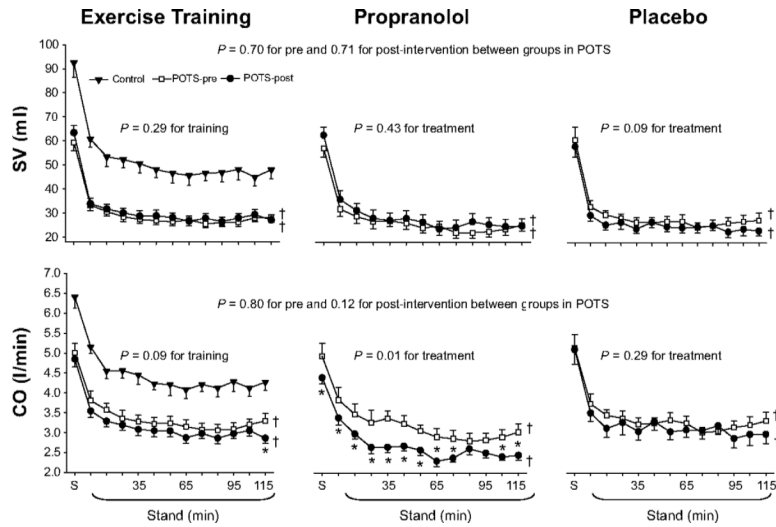 Exercise Training Propranolol Placebo
P = 0.70 for pre and 0.71 for post-intervention between groups in POTS
Control POTS-pre POTS-post
P = 0.29 for training P = 0.43 for treatment P = 0.09 for treatment
SV (ml)
100
90
80
70
60
50
40
30
20
† † †
† † †
P = 0.80 for pre and 0.12 for post-intervention between groups in POTS
P = 0.09 for training P = 0.01 for treatment P = 0.29 for treatment
CO (l/min)
7.0
6.5
6.0
5.5
5.0
4.5
4.0
3.5
3.0
2.5
2.0
† † †
† †
*
* * * * * * * * * *
S 35 65 95 115 S 35 65 95 115 S 35 65 95 115
Stand (min) Stand (min) Stand (min)